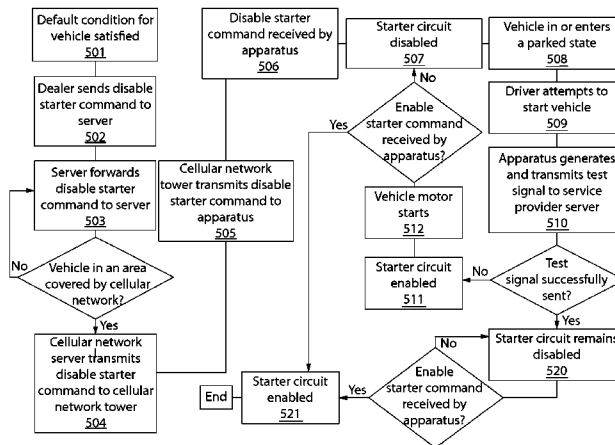 Default condition for
vehicle satisfied
501
Dealer sends disable
starter command to
server
502
Server forwards
disable starter
command to server
503
No
Vehicle in an area
covered by cellular
network?
Yes
Cellular network
server transmits
disable starter
command to cellular
network tower
504
Cellular network
tower transmits disable
starter command to
apparatus 505
Disable starter
command received by
apparatus
506
Starter circuit
disabled
507
Vehicle in or enters
a parked state
508
Driver attempts to
start vehicle
509
Apparatus generates
and transmits test
signal to service
provider server
510
Test
signal successfully
sent?
No
Starter circuit
enabled
511
Vehicle motor
starts
512
Enable
starter command
received by
apparatus?
No
Yes
Yes
Starter circuit remains
disabled
520
No
Enable
starter command
received by
apparatus?
Yes
Starter circuit
enabled
521
End